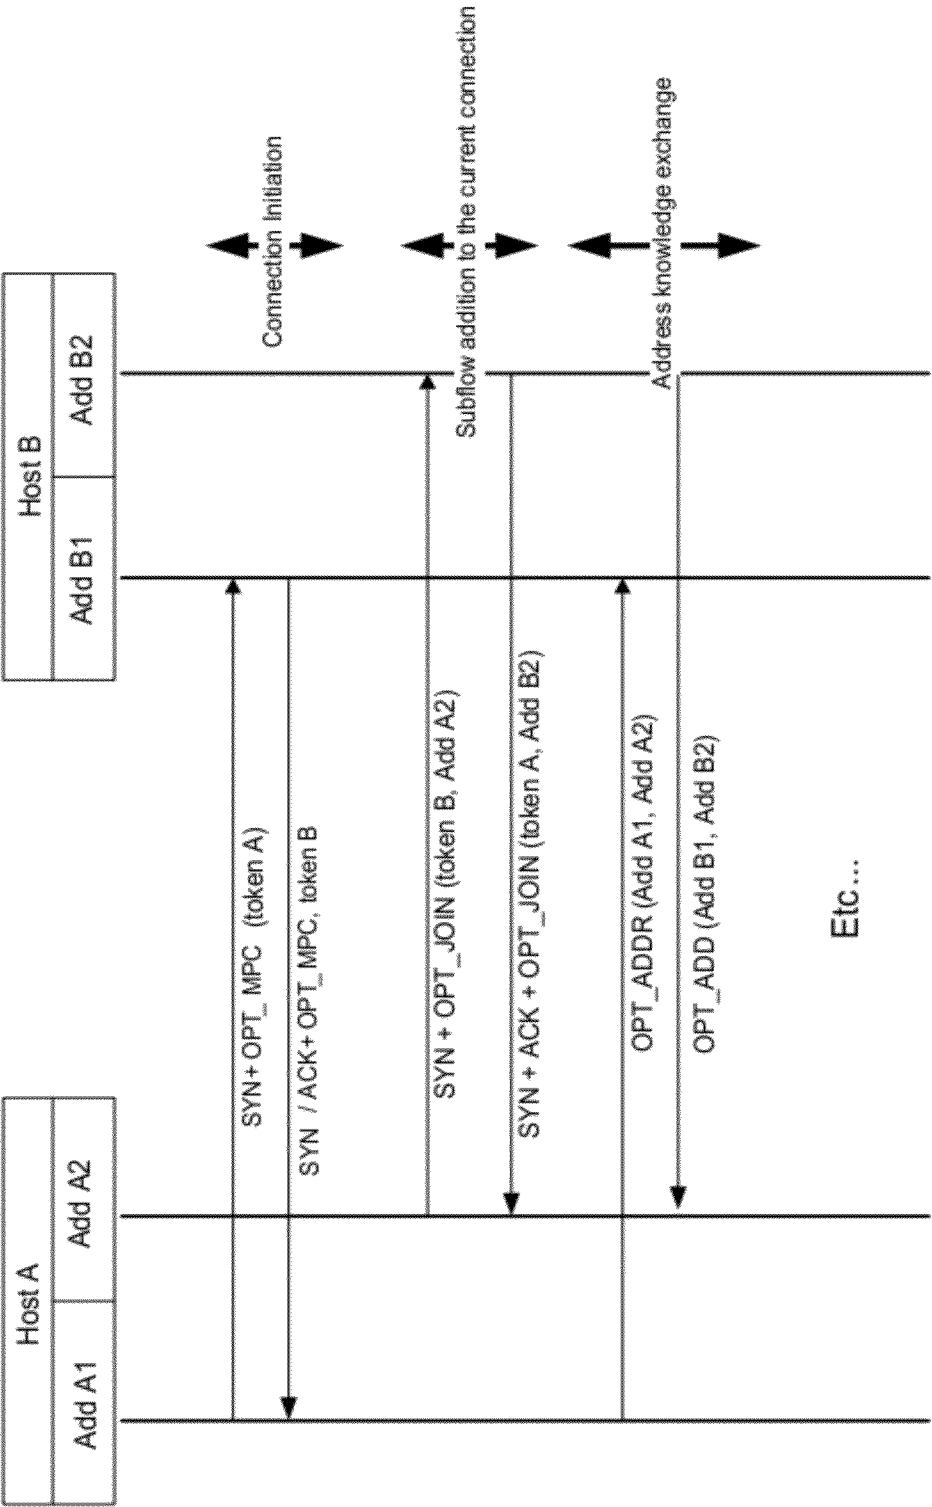 Host A
Host B
Add A1
Add A2
Add B1
Add B2
SYN+ OPT_ MPC (token A)
SYN / ACK+ OPT_MPC, token B
Connection Initiation
SYN + OPT_JOIN (token B, Add A2)
SYN + ACK + OPT_JOIN (token A, Add B2)
Subflow addition to the current connection
OPT_ADDR (Add A1, Add A2)
OPT_ADD (Add B1, Add B2)
Address knowledge exchange
Etc...